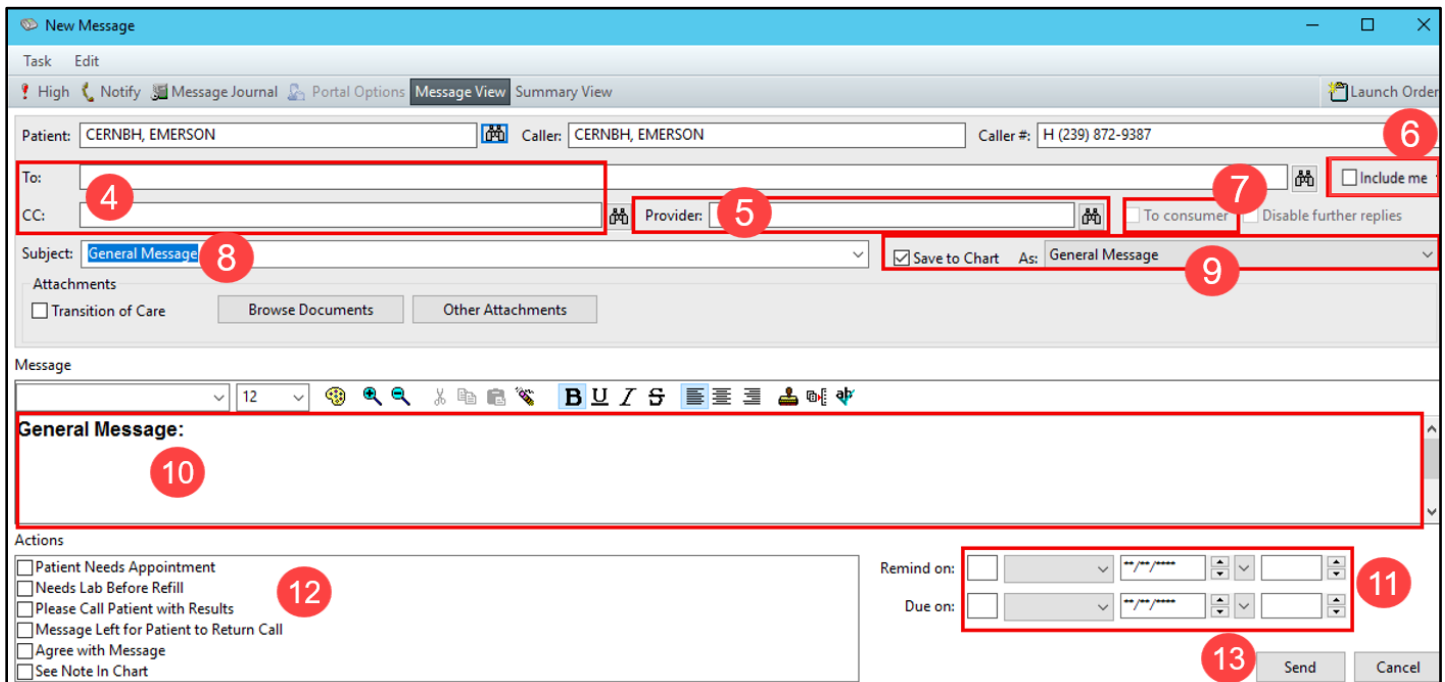 New Message
Task Edit
High Notify Message Journal Portal Options Message View Summary View Launch Order
Patient: CERNBH, EMERSON Caller: CERNBH, EMERSON Caller #: H (239) 872-9387
6
To: Include me
4 7
CC: Provider: 5 To consumer Disable further replies
Subject: General Message 8 Save to Chart As: General Message
9
Attachments
Transition of Care Browse Documents Other Attachments
Message
12 B U I S
General Message:
10
Actions
Patient Needs Appointment Remind on: **/**/****
Needs Lab Before Refill
12 11
Please Call Patient with Results Due on: **/**/****
Message Left for Patient to Return Call
Agree with Message
13 Send Cancel
See Note In Chart